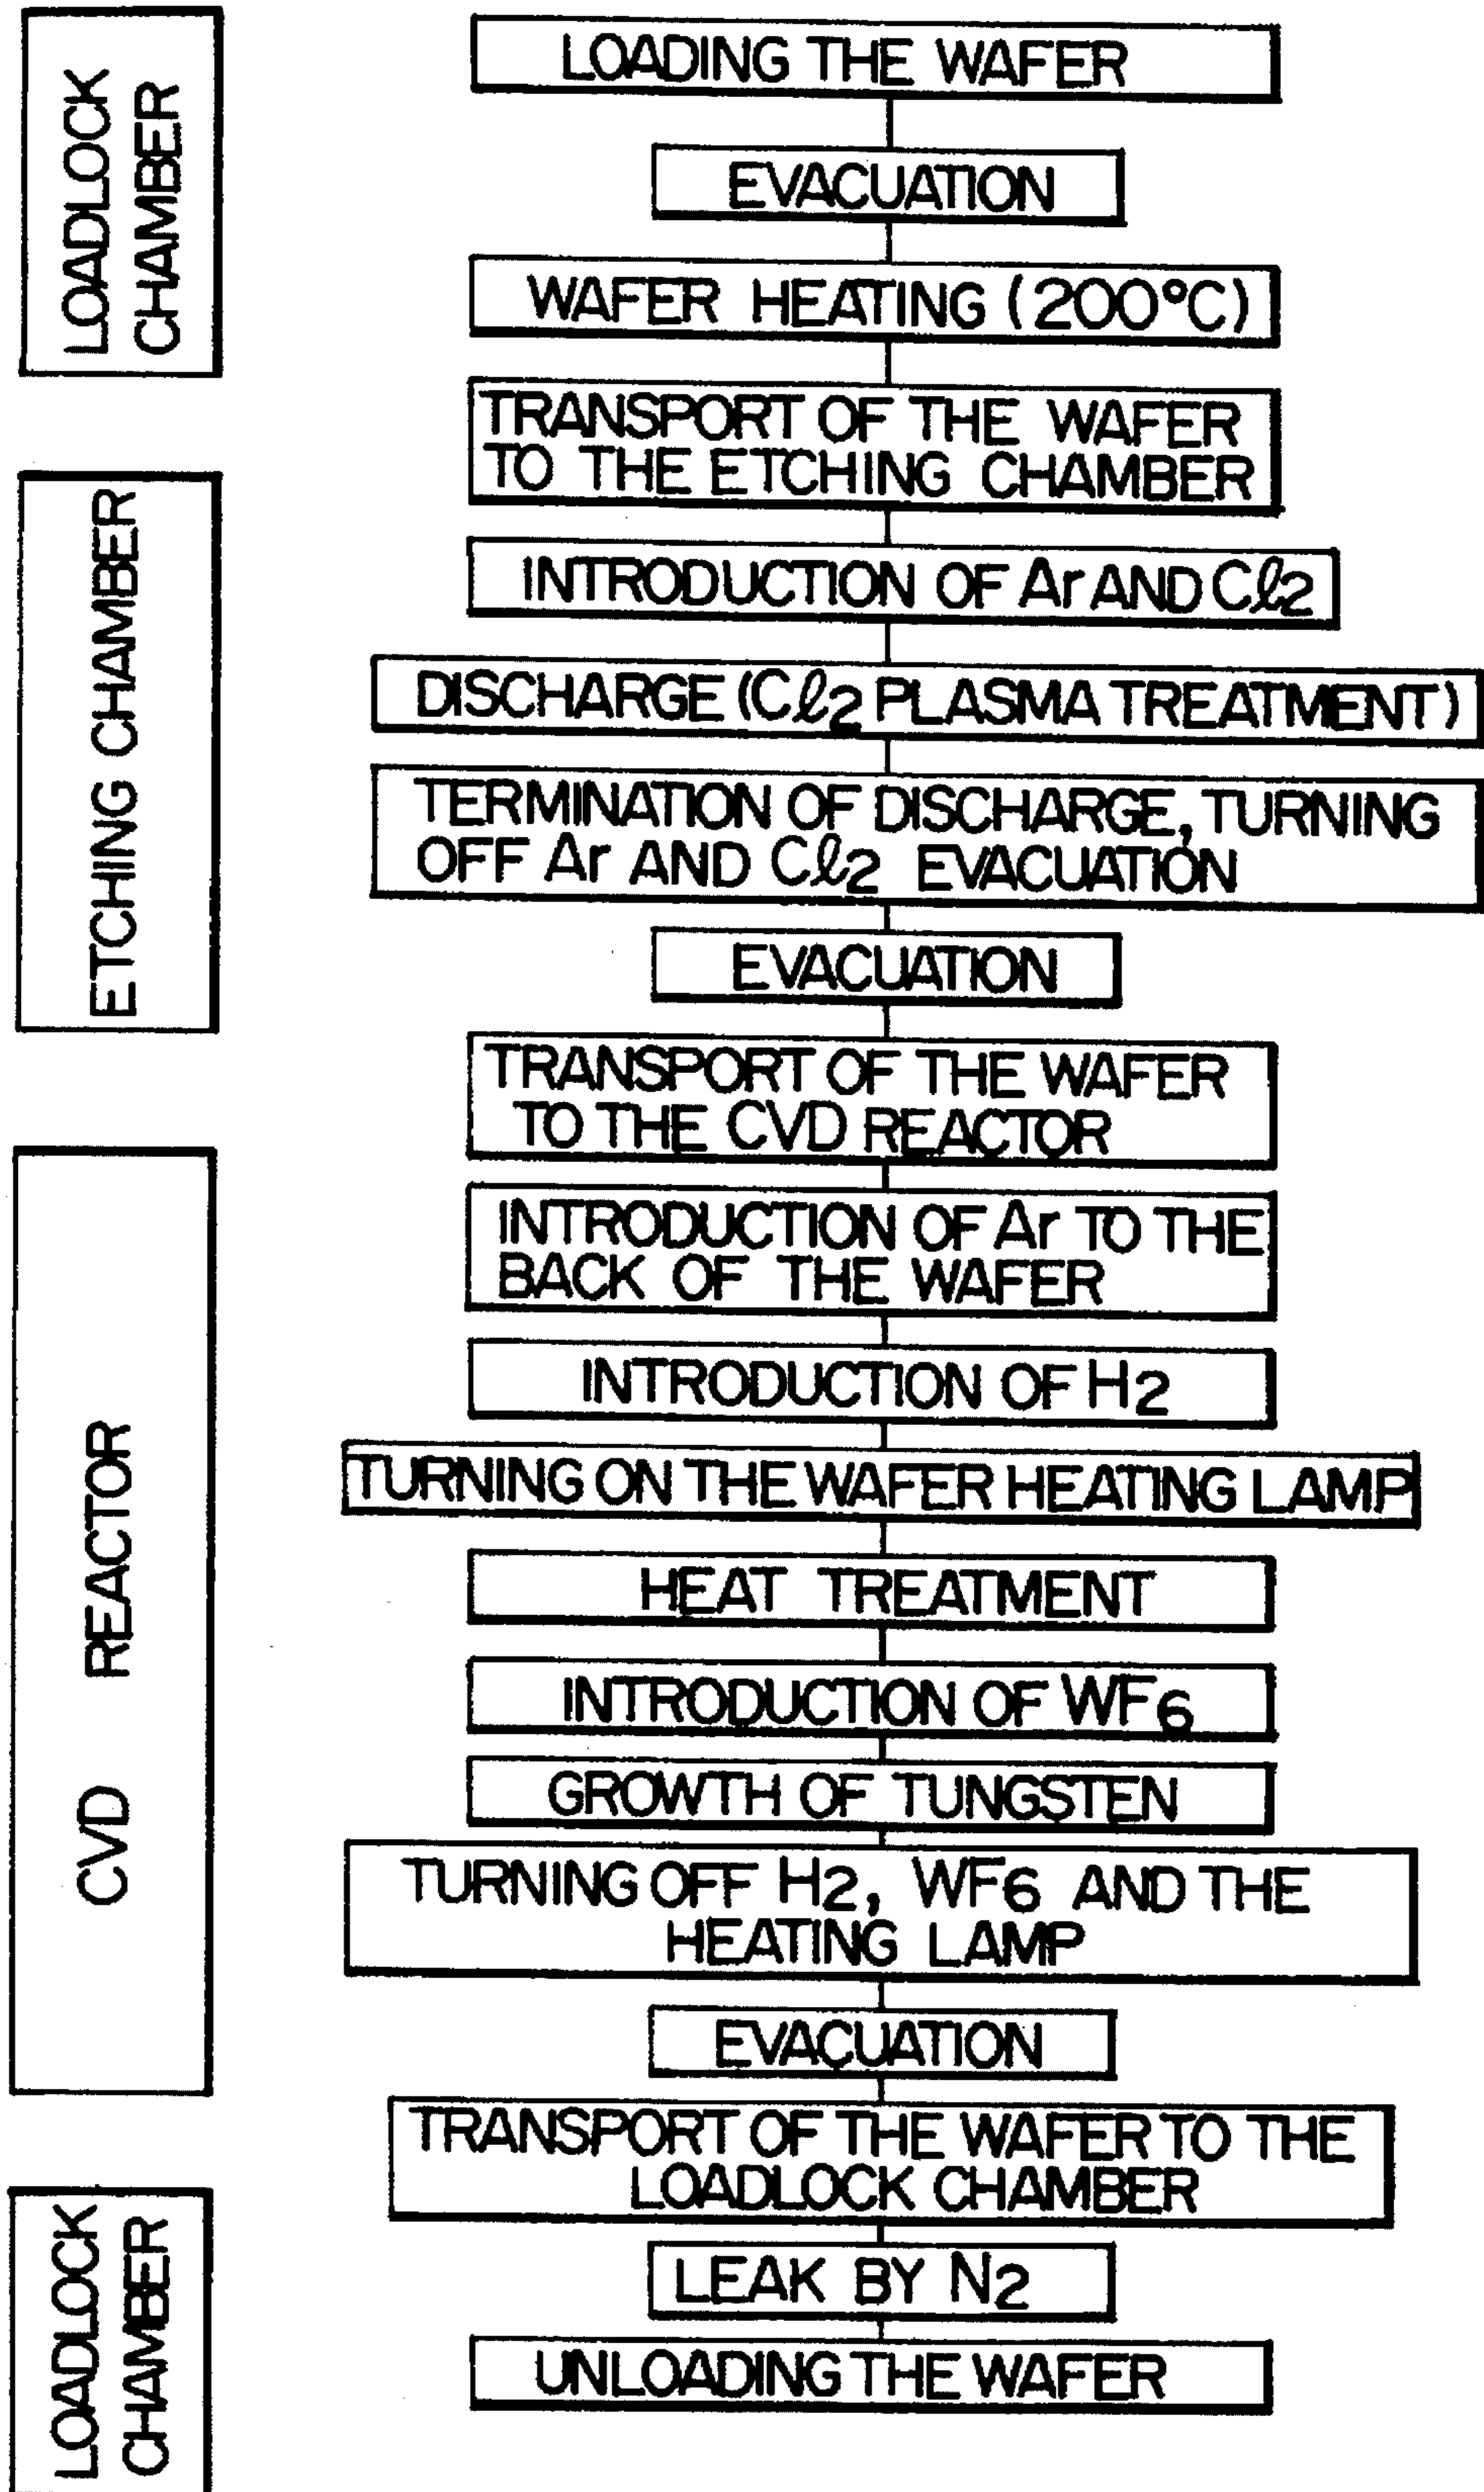 LOADLOCK
CHAMBER
LOADING THE WAFER
EVACUATION
WAFER HEATING (200°C)
TRANSPORT OF THE WAFER
TO THE ETCHING CHAMBER
ETCHING CHAMBER
INTRODUCTION OF Ar AND Cℓ2
DISCHARGE (Cℓ2 PLASMA TREATMENT)
TERMINATION OF DISCHARGE, TURNING
OFF Ar AND Cℓ2 EVACUATION
EVACUATION
TRANSPORT OF THE WAFER
TO THE CVD REACTOR
CVD REACTOR
INTRODUCTION OF Ar TO THE
BACK OF THE WAFER
INTRODUCTION OF H2
TURNING ON THE WAFER HEATING LAMP
HEAT TREATMENT
INTRODUCTION OF WF6
GROWTH OF TUNGSTEN
TURNING OFF H2, WF6 AND THE
HEATING LAMP
EVACUATION
TRANSPORT OF THE WAFER TO THE
LOADLOCK CHAMBER
LOADLOCK
CHAMBER
LEAK BY N2
UNLOADING THE WAFER